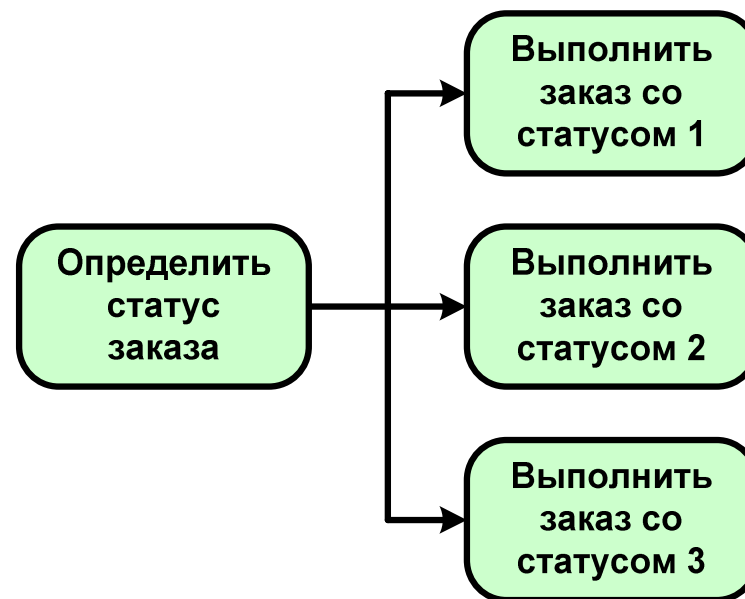 Выполнить
заказ со
статусом 1
Определить
статус
заказа
Выполнить
заказ со
статусом 2
Выполнить
заказ со
статусом 3